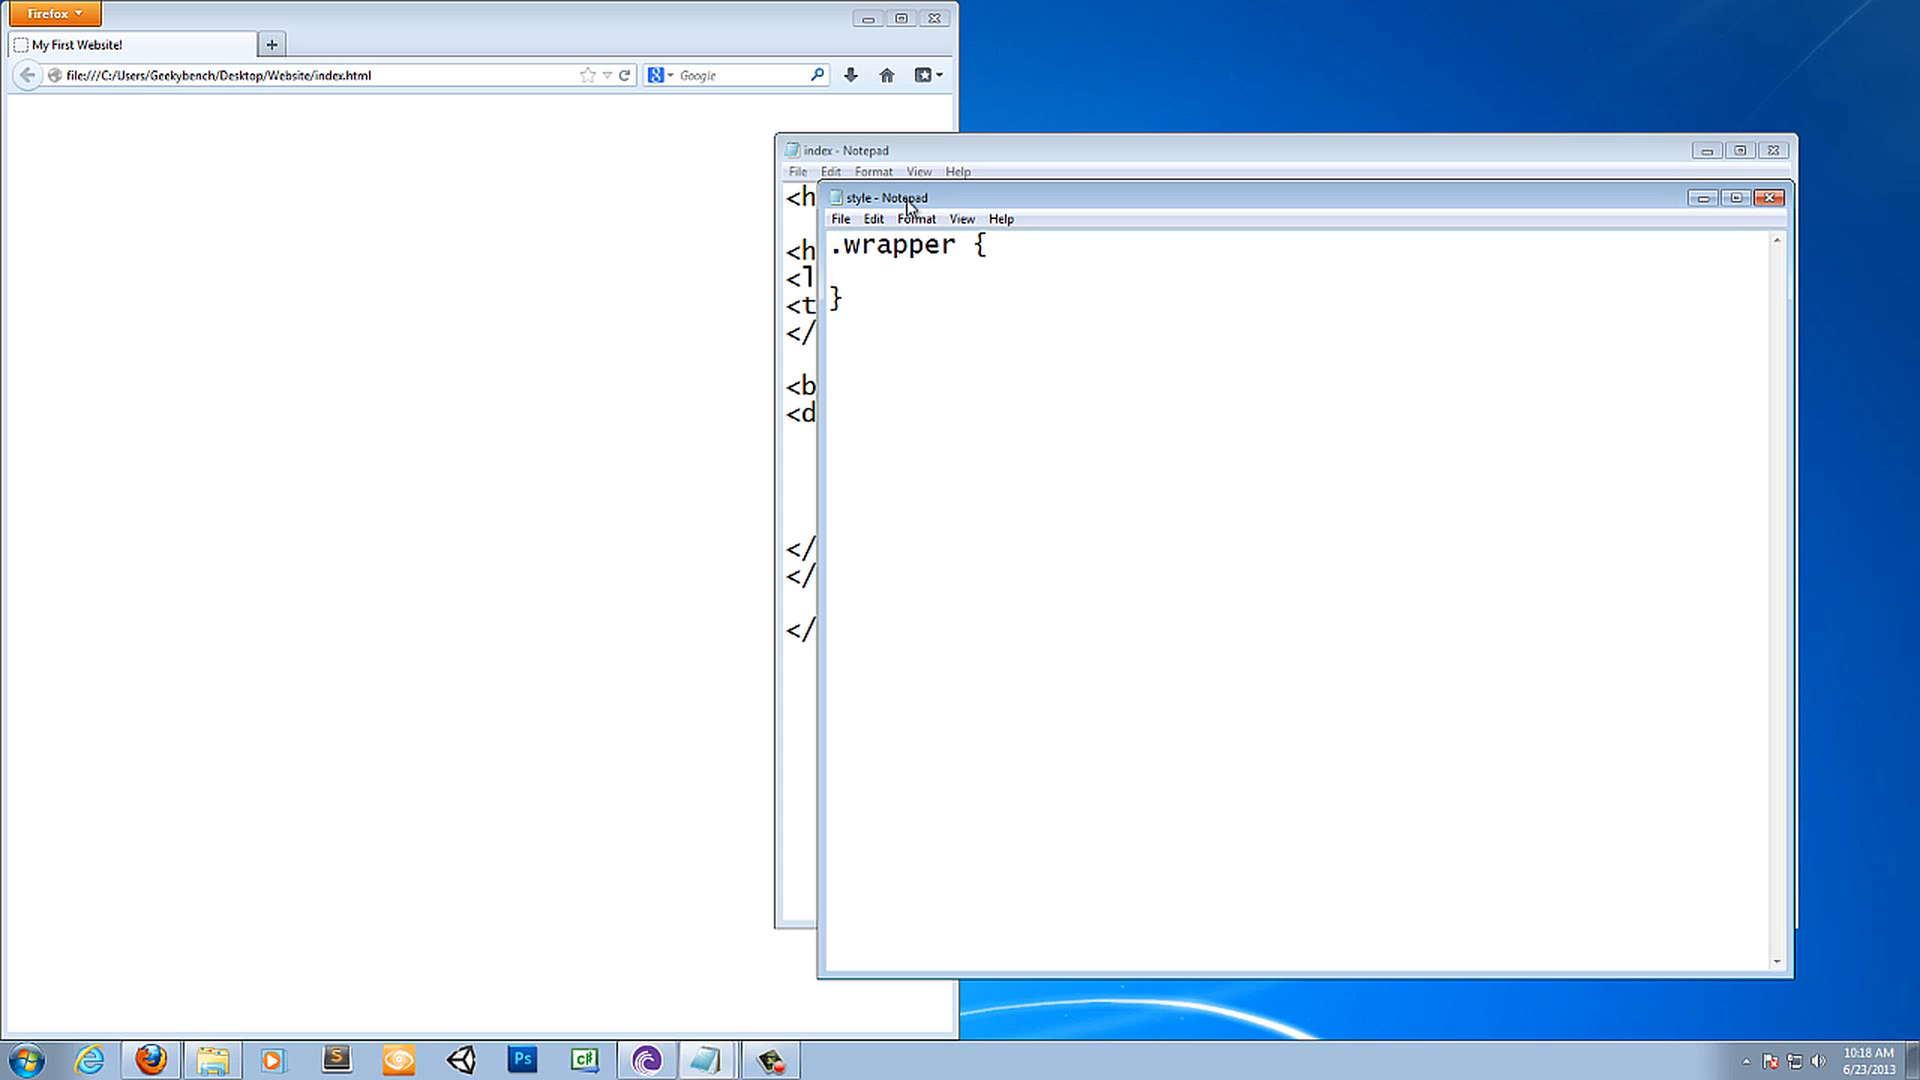 Firefox
My First Website!
file:///C:/Users/Geekybench/Desktop/Website/index.html
Google
index - Notepad
File Edit Format View Help
<h
<h
<l
<t
</
<b
<d
</
</
</
style - Notepad
File Edit Format View Help
.wrapper {
}
S
Ps
c#
10:18 AM
6/23/2013